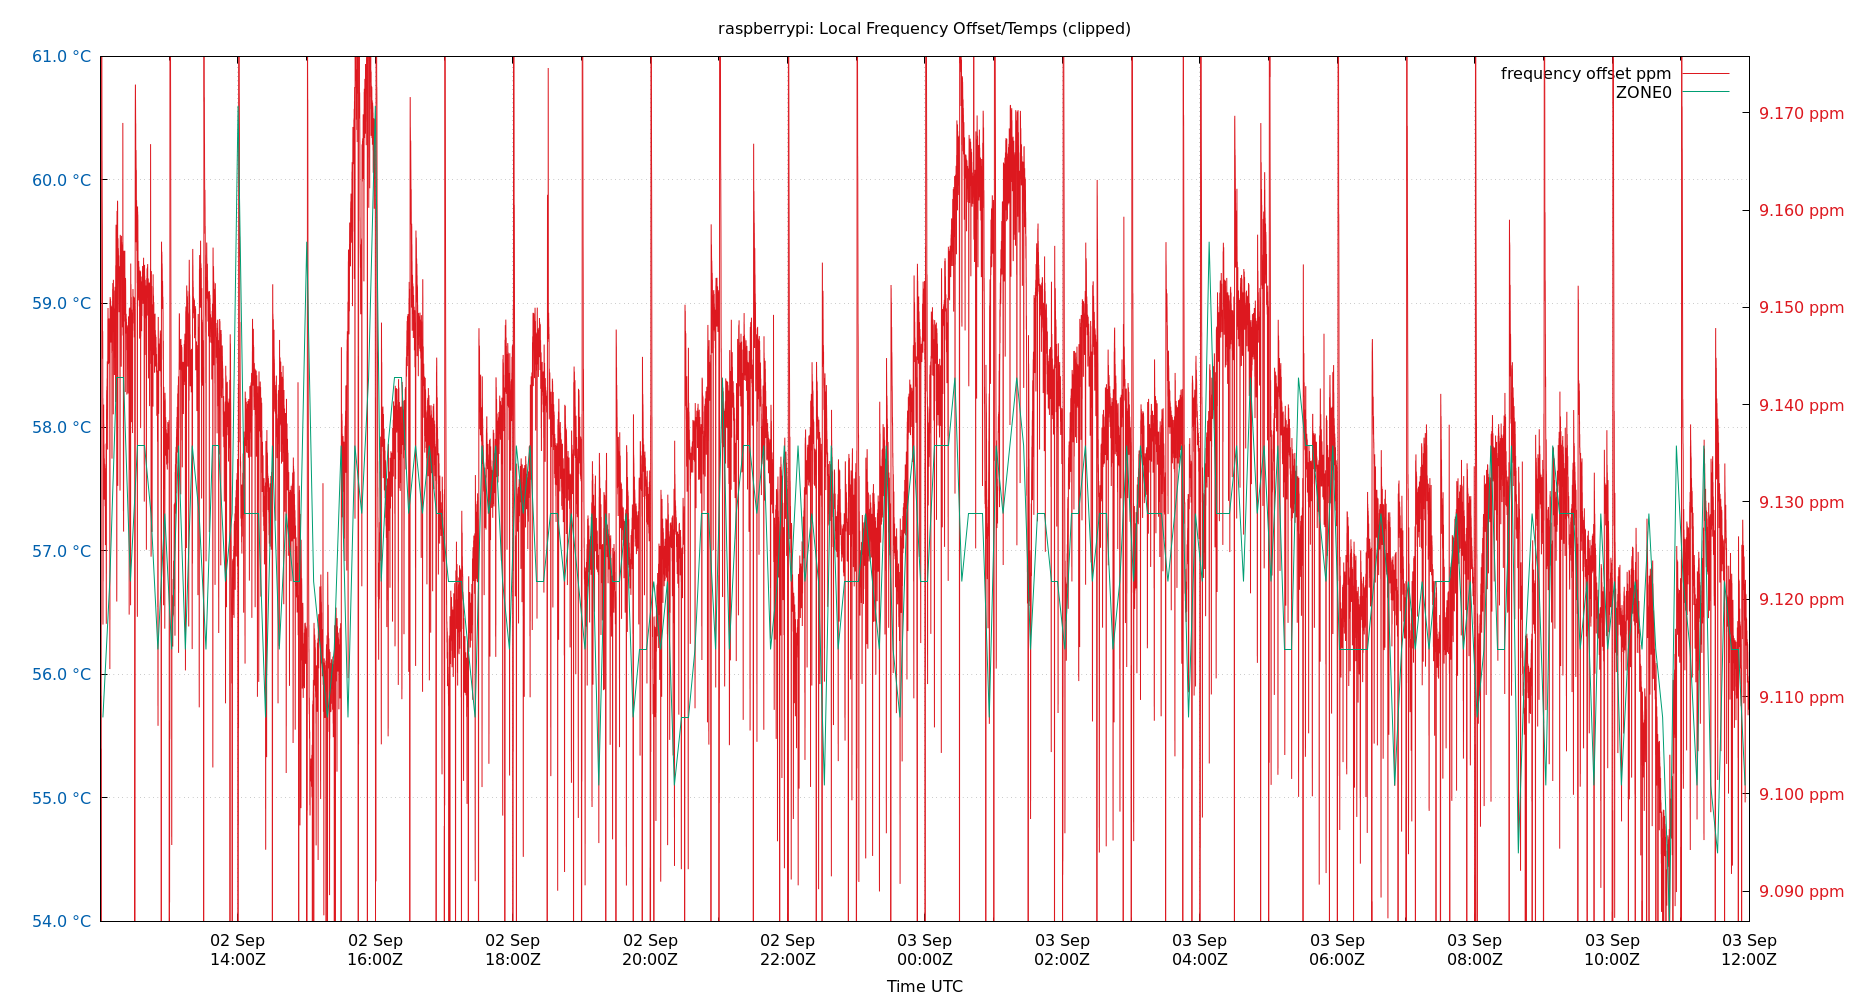 raspberrypi: Local Frequency Offset/Temps (clipped)
frequency offset ppm
ZONE0
61.0 °C
60.0 °C
59.0 °C
58.0 °C
57.0 °C
56.0 °C
55.0 °C
54.0 °C
9.170 ppm
9.160 ppm
9.150 ppm
9.140 ppm
9.130 ppm
9.120 ppm
9.110 ppm
9.100 ppm
9.090 ppm
02 Sep
14:00Z
02 Sep
16:00Z
02 Sep
18:00Z
02 Sep
20:00Z
02 Sep
22:00Z
03 Sep
00:00Z
03 Sep
02:00Z
03 Sep
04:00Z
03 Sep
06:00Z
03 Sep
08:00Z
03 Sep
10:00Z
03 Sep
12:00Z
Time UTC